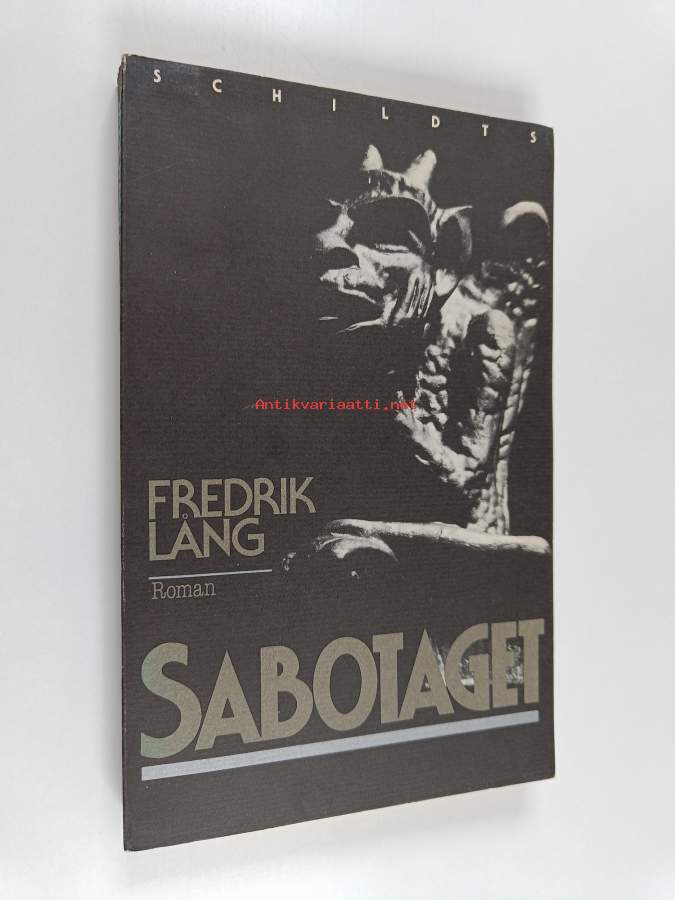 SCHILDTS
Antikvariaatti.net
FREDRIK
LÅNG
Roman
SABOTAGET